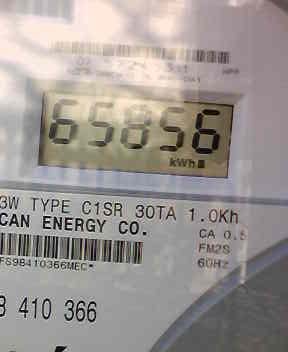 65856
kWh
3W TYPE C1SR 30TA 1.0Kh
CAN ENERGY CO.
CA 0.5
FM2S
60Hz
FS98410366MEC*
8 410 366